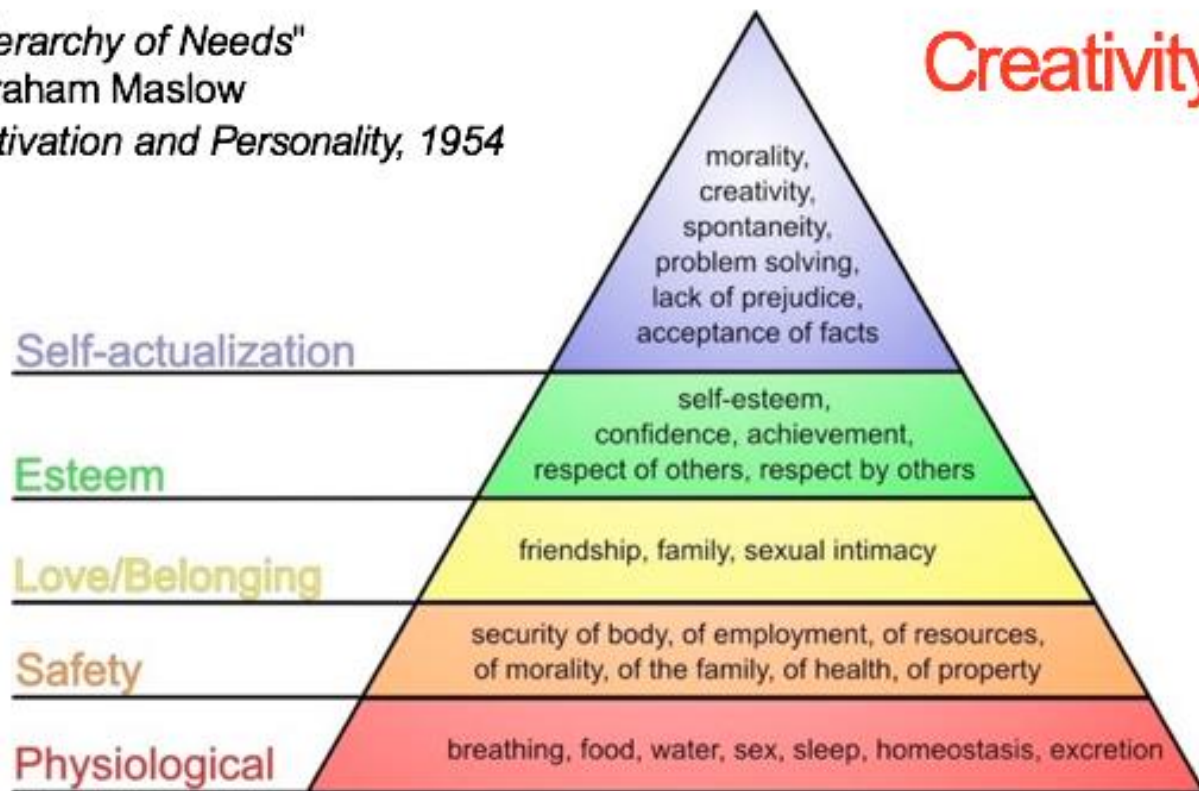 erarchy of Needs"
raham Maslow
tivation and Personality, 1954
Creativity
morality,
creativity,
spontaneity,
problem solving,
lack of prejudice,
acceptance of facts
Self-actualization
self-esteem,
confidence, achievement,
respect of others, respect by others
Esteem
friendship, family, sexual intimacy
Love/Belonging
security of body, of employment, of resources,
of morality, of the family, of health, of property
Safety
breathing, food, water, sex, sleep, homeostasis, excretion
Physiological